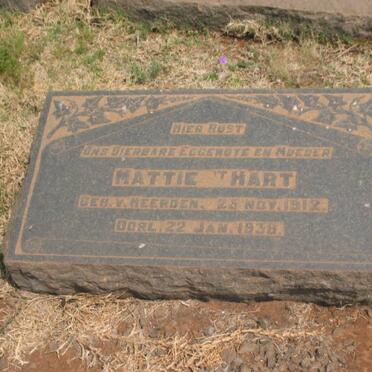 HIER RUST
ONS DIERBARE EGGENOTE EN MOEDER
MATTIE 'T HART
GEB. V. HEERDEN. 25 NOV. 1912
OORL. 22 JAN. 1938